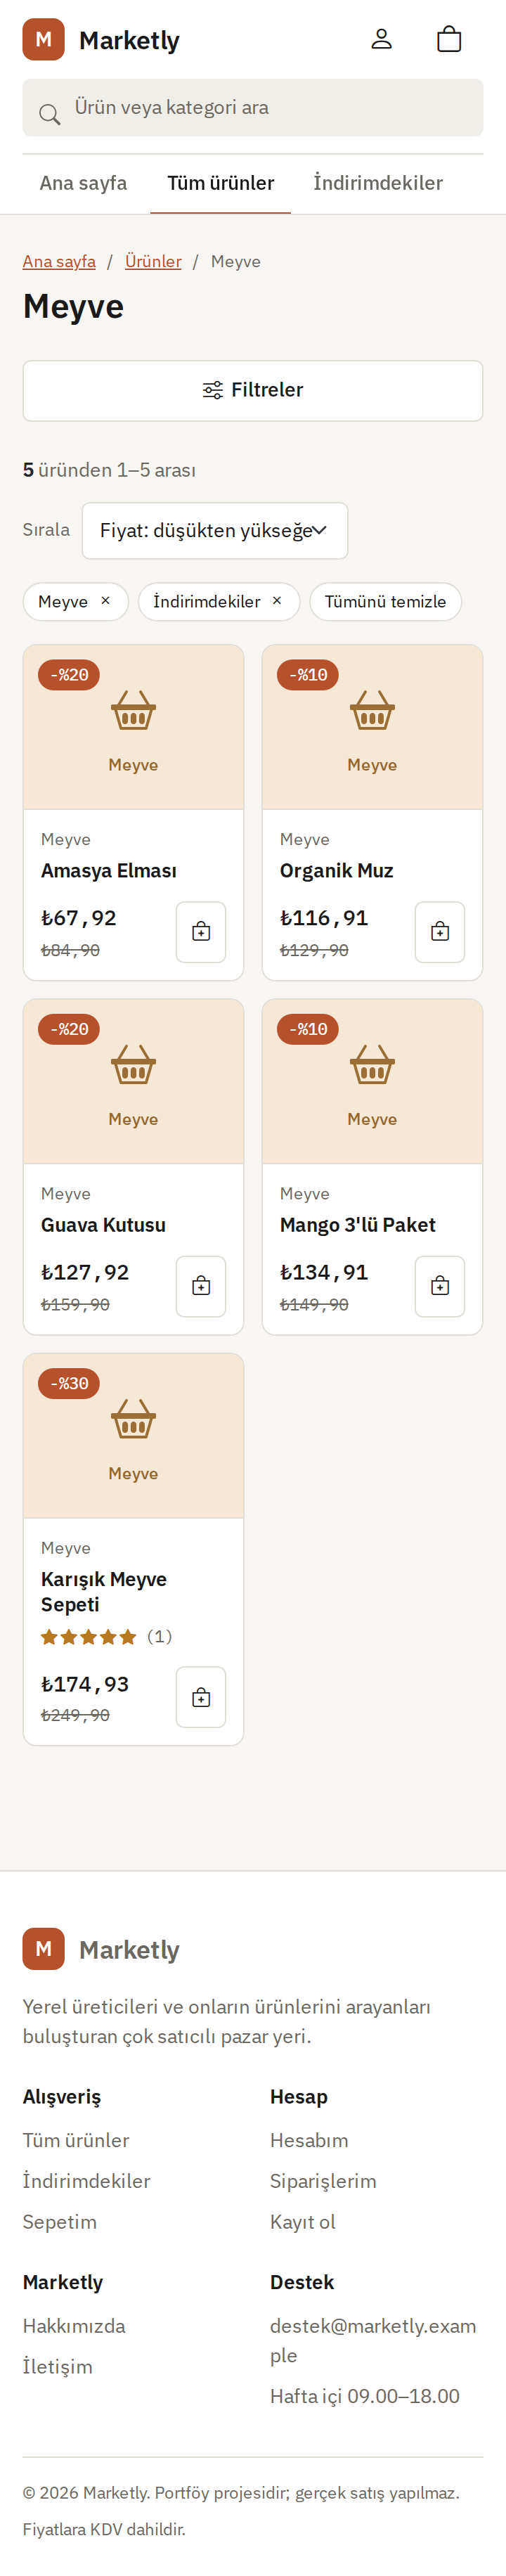 M Marketly
Ürün veya kategori ara
Ana sayfa Tüm ürünler İndirimdekiler
Ana sayfa / Ürünler / Meyve
Meyve
Filtreler
5 üründen 1–5 arası
Sırala Fiyat: düşükten yükseğe
Meyve × İndirimdekiler × Tümünü temizle
-%20
Meyve
Meyve
Amasya Elması
₺67,92
₺84,90
-%10
Meyve
Meyve
Organik Muz
₺116,91
₺129,90
-%20
Meyve
Meyve
Guava Kutusu
₺127,92
₺159,90
-%10
Meyve
Meyve
Mango 3'lü Paket
₺134,91
₺149,90
-%30
Meyve
Meyve
Karışık Meyve
Sepeti
(1)
₺174,93
₺249,90
M Marketly
Yerel üreticileri ve onların ürünlerini arayanları
buluşturan çok satıcılı pazar yeri.
Alışveriş
Tüm ürünler
İndirimdekiler
Sepetim
Hesap
Hesabım
Siparişlerim
Kayıt ol
Marketly
Hakkımızda
İletişim
Destek
destek@marketly.exam
ple
Hafta içi 09.00–18.00
© 2026 Marketly. Portföy projesidir; gerçek satış yapılmaz.
Fiyatlara KDV dahildir.